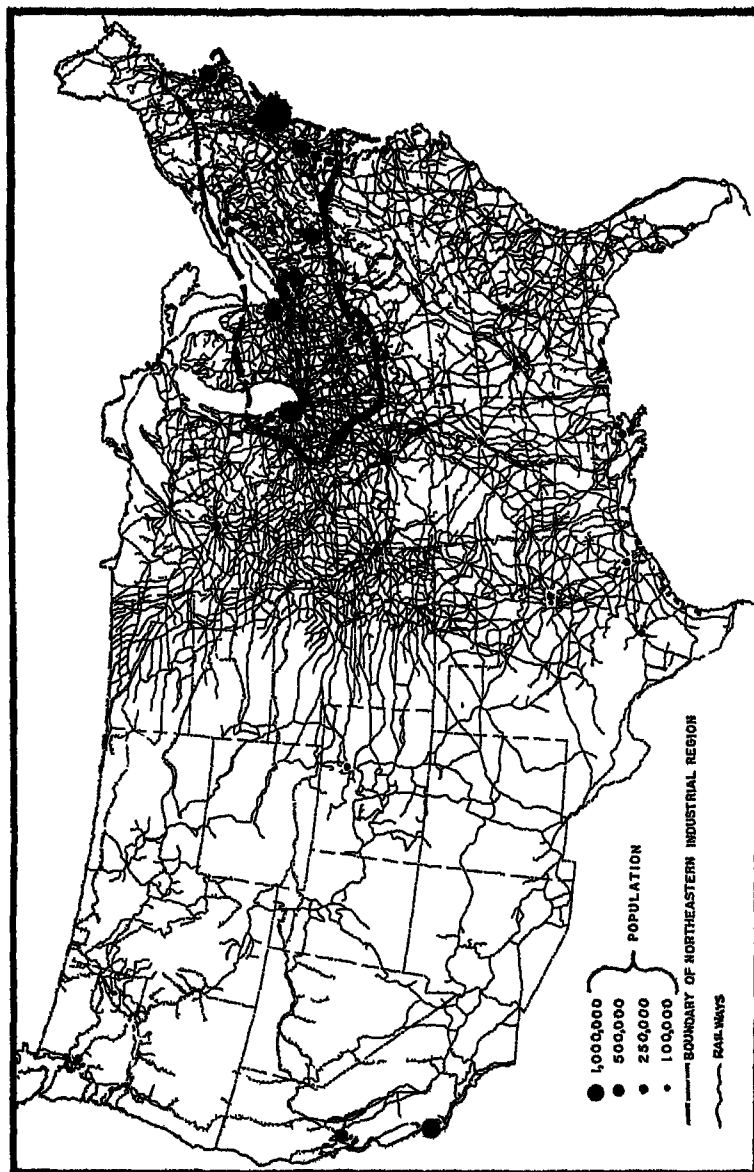 1,000,000
500,000
250,000
100,000
POPULATION
BOUNDARY OF NORTHEASTERN INDUSTRIAL REGION
RAILWAYS